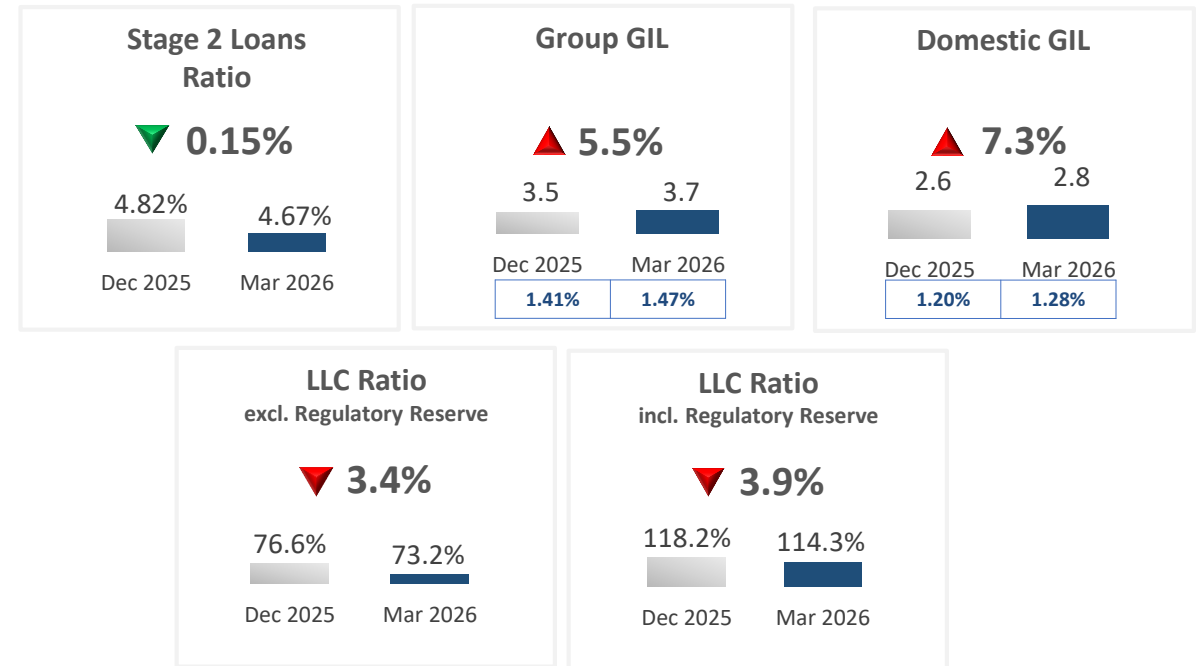 Stage 2 Loans
Ratio
0.15%
4.82%
4.67%
Dec 2025
Mar 2026
Group GIL
5.5%
3.5
3.7
Dec 2025
Mar 2026
1.41%
1.47%
Domestic GIL
7.3%
2.6
2.8
Dec 2025
Mar 2026
1.20%
1.28%
LLC Ratio
excl. Regulatory Reserve
3.4%
76.6%
73.2%
Dec 2025
Mar 2026
LLC Ratio
incl. Regulatory Reserve
3.9%
118.2%
114.3%
Dec 2025
Mar 2026